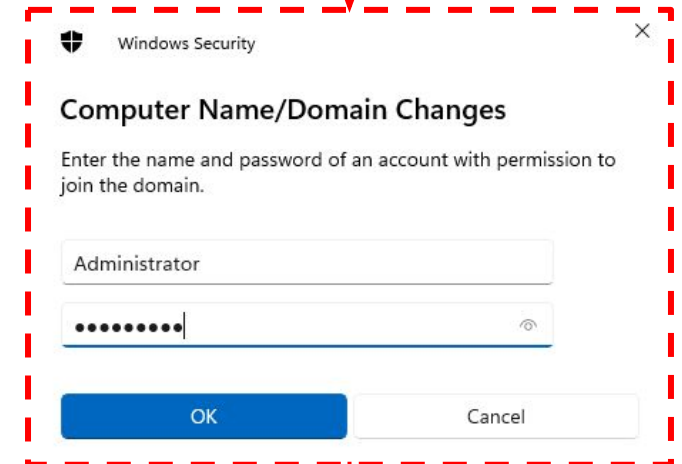 Windows Security
Computer Name/Domain Changes
Enter the name and password of an account with permission to
join the domain.
Administrator
•••••••••
OK Cancel